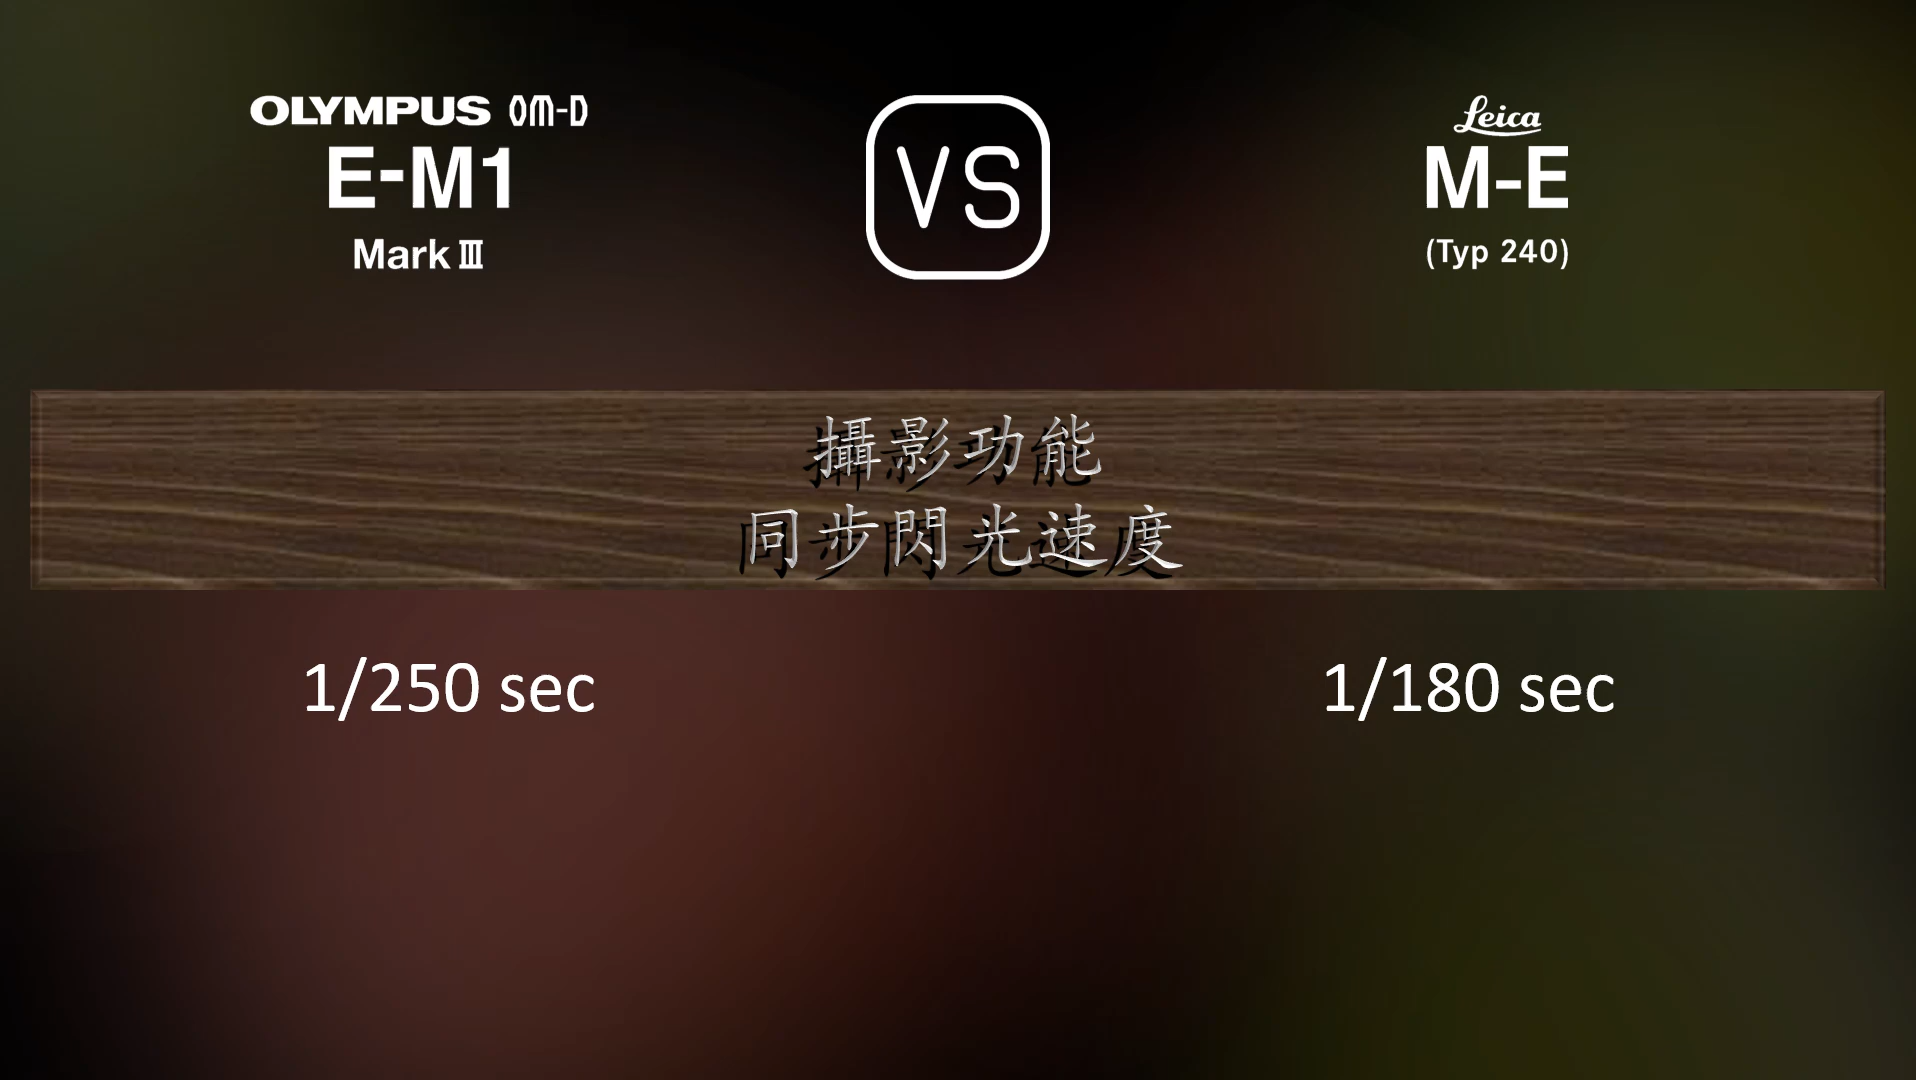 OLYMPUS OM-D
E-M1
Mark III
VS
Leica
M-E
(Typ 240)
攝影功能
同步閃光速度
1/250 sec
1/180 sec